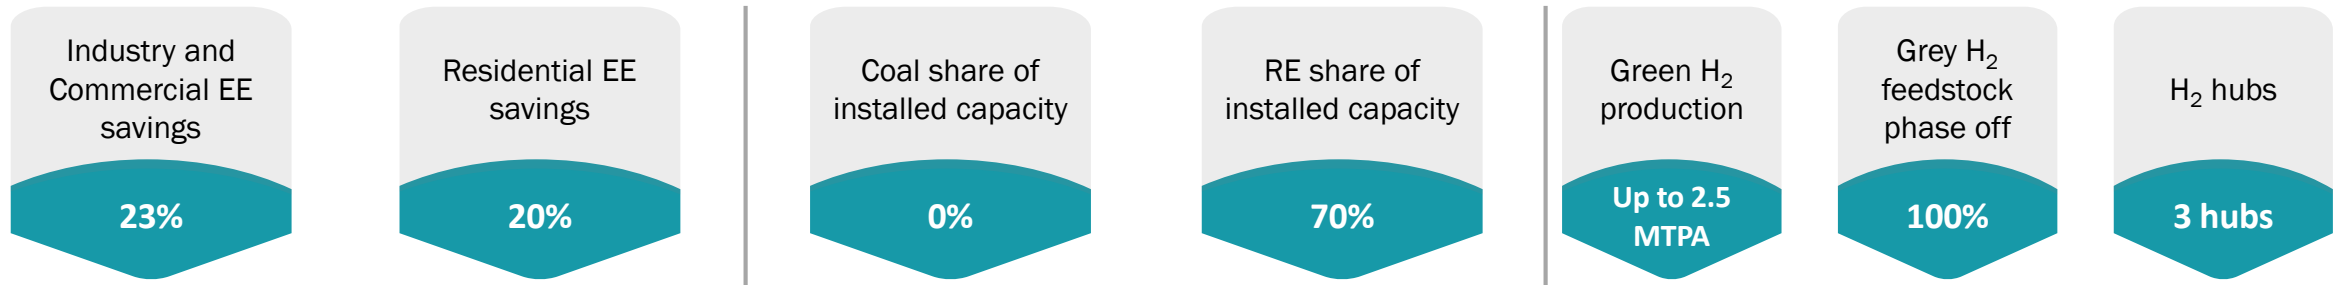 Industry and
Commercial EE
savings
23%
Residential EE
savings
20%
Coal share of
installed capacity
0%
RE share of
installed capacity
70%
Green H₂
production
Up to 2.5
MTPA
Grey H₂
feedstock
phase off
100%
H₂ hubs
3 hubs